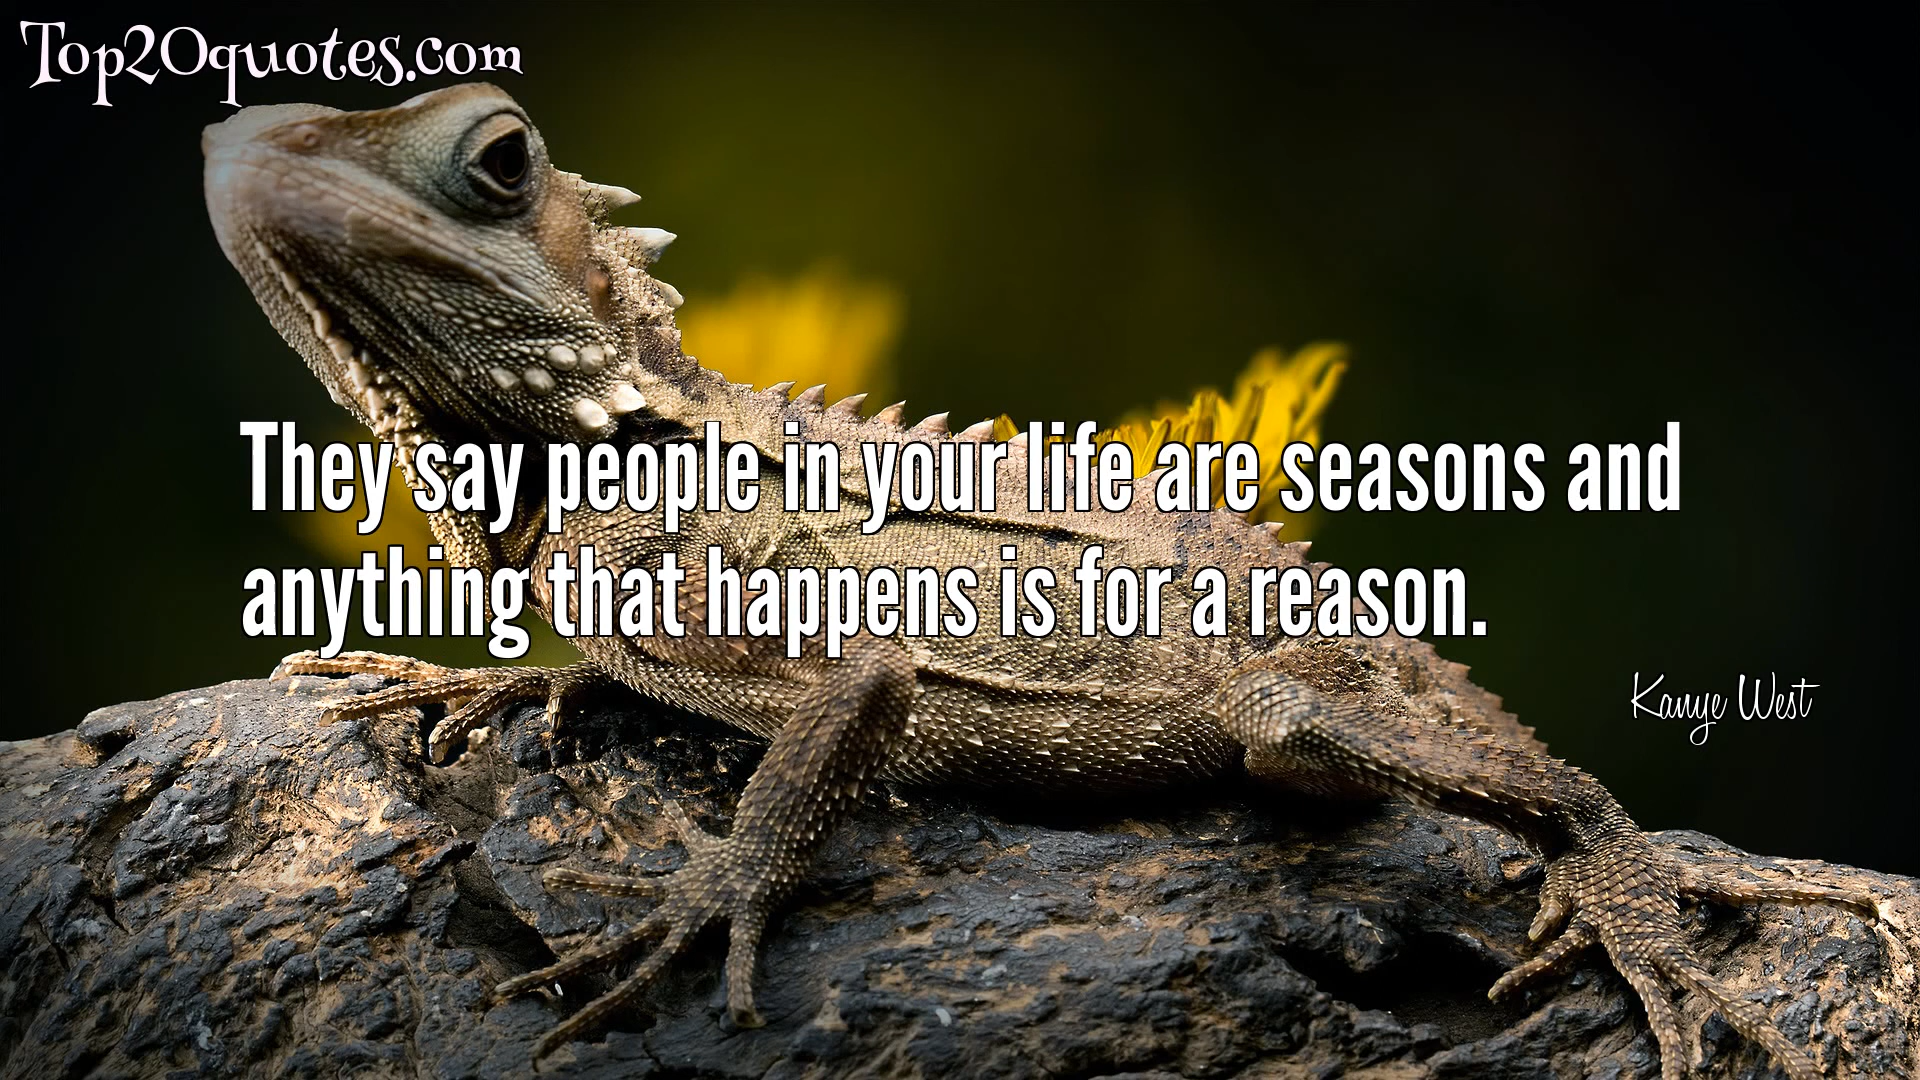 Top20quotes.com
They say people in your life are seasons and
anything that happens is for a reason.
Kanye West